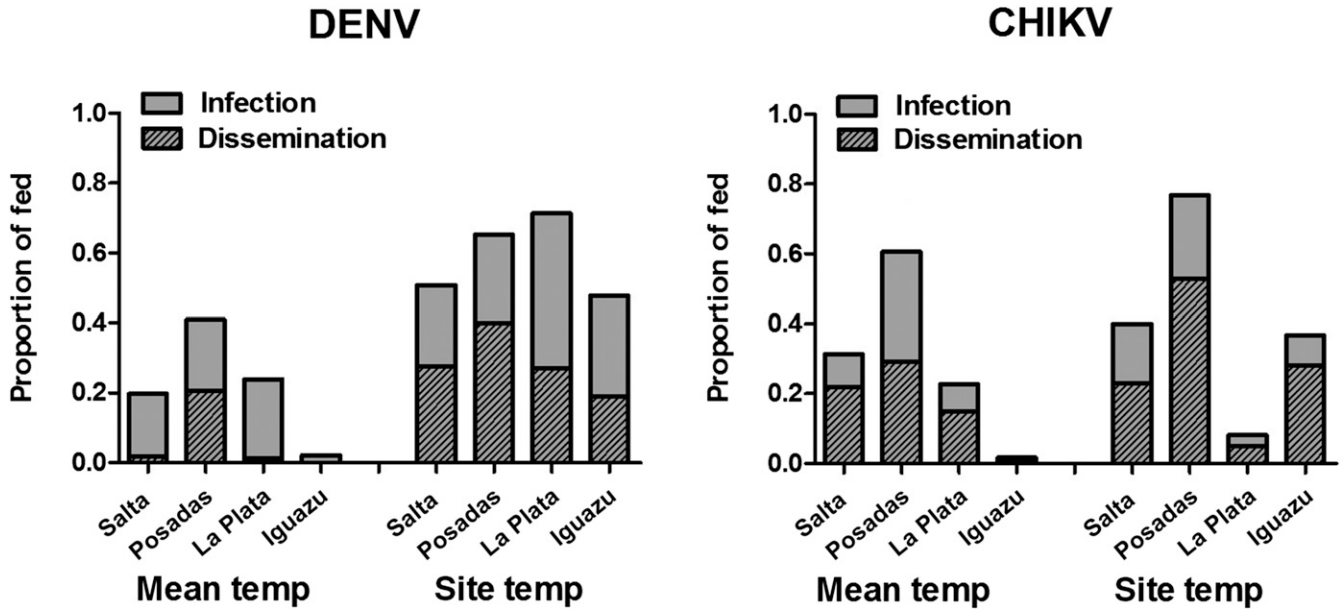 DENV
Infection
Dissemination
Proportion of fed
1.0
0.8
0.6
0.4
0.2
0.0
Salta
Posadas
La Plata
Iguazu
Salta
Posadas
La Plata
Iguazu
Mean temp
Site temp
CHIKV
Infection
Dissemination
Proportion of fed
1.0
0.8
0.6
0.4
0.2
0.0
Salta
Posadas
La Plata
Iguazu
Salta
Posadas
La Plata
Iguazu
Mean temp
Site temp